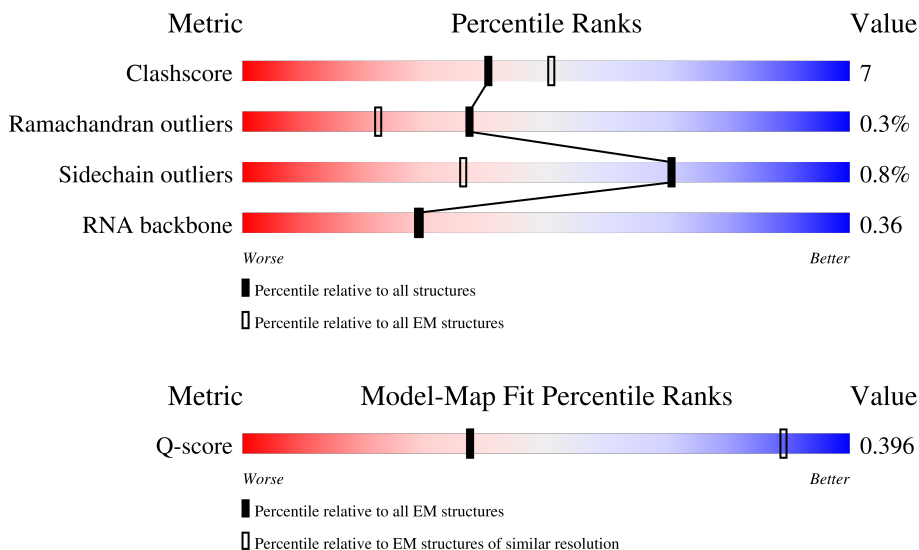 Metric Percentile Ranks Value
Clashscore 7
Ramachandran outliers 0.3%
Sidechain outliers 0.8%
RNA backbone 0.36
Worse Better
Percentile relative to all structures
Percentile relative to all EM structures
Metric Model-Map Fit Percentile Ranks Value
Q-score 0.396
Worse Better
Percentile relative to all EM structures
Percentile relative to EM structures of similar resolution